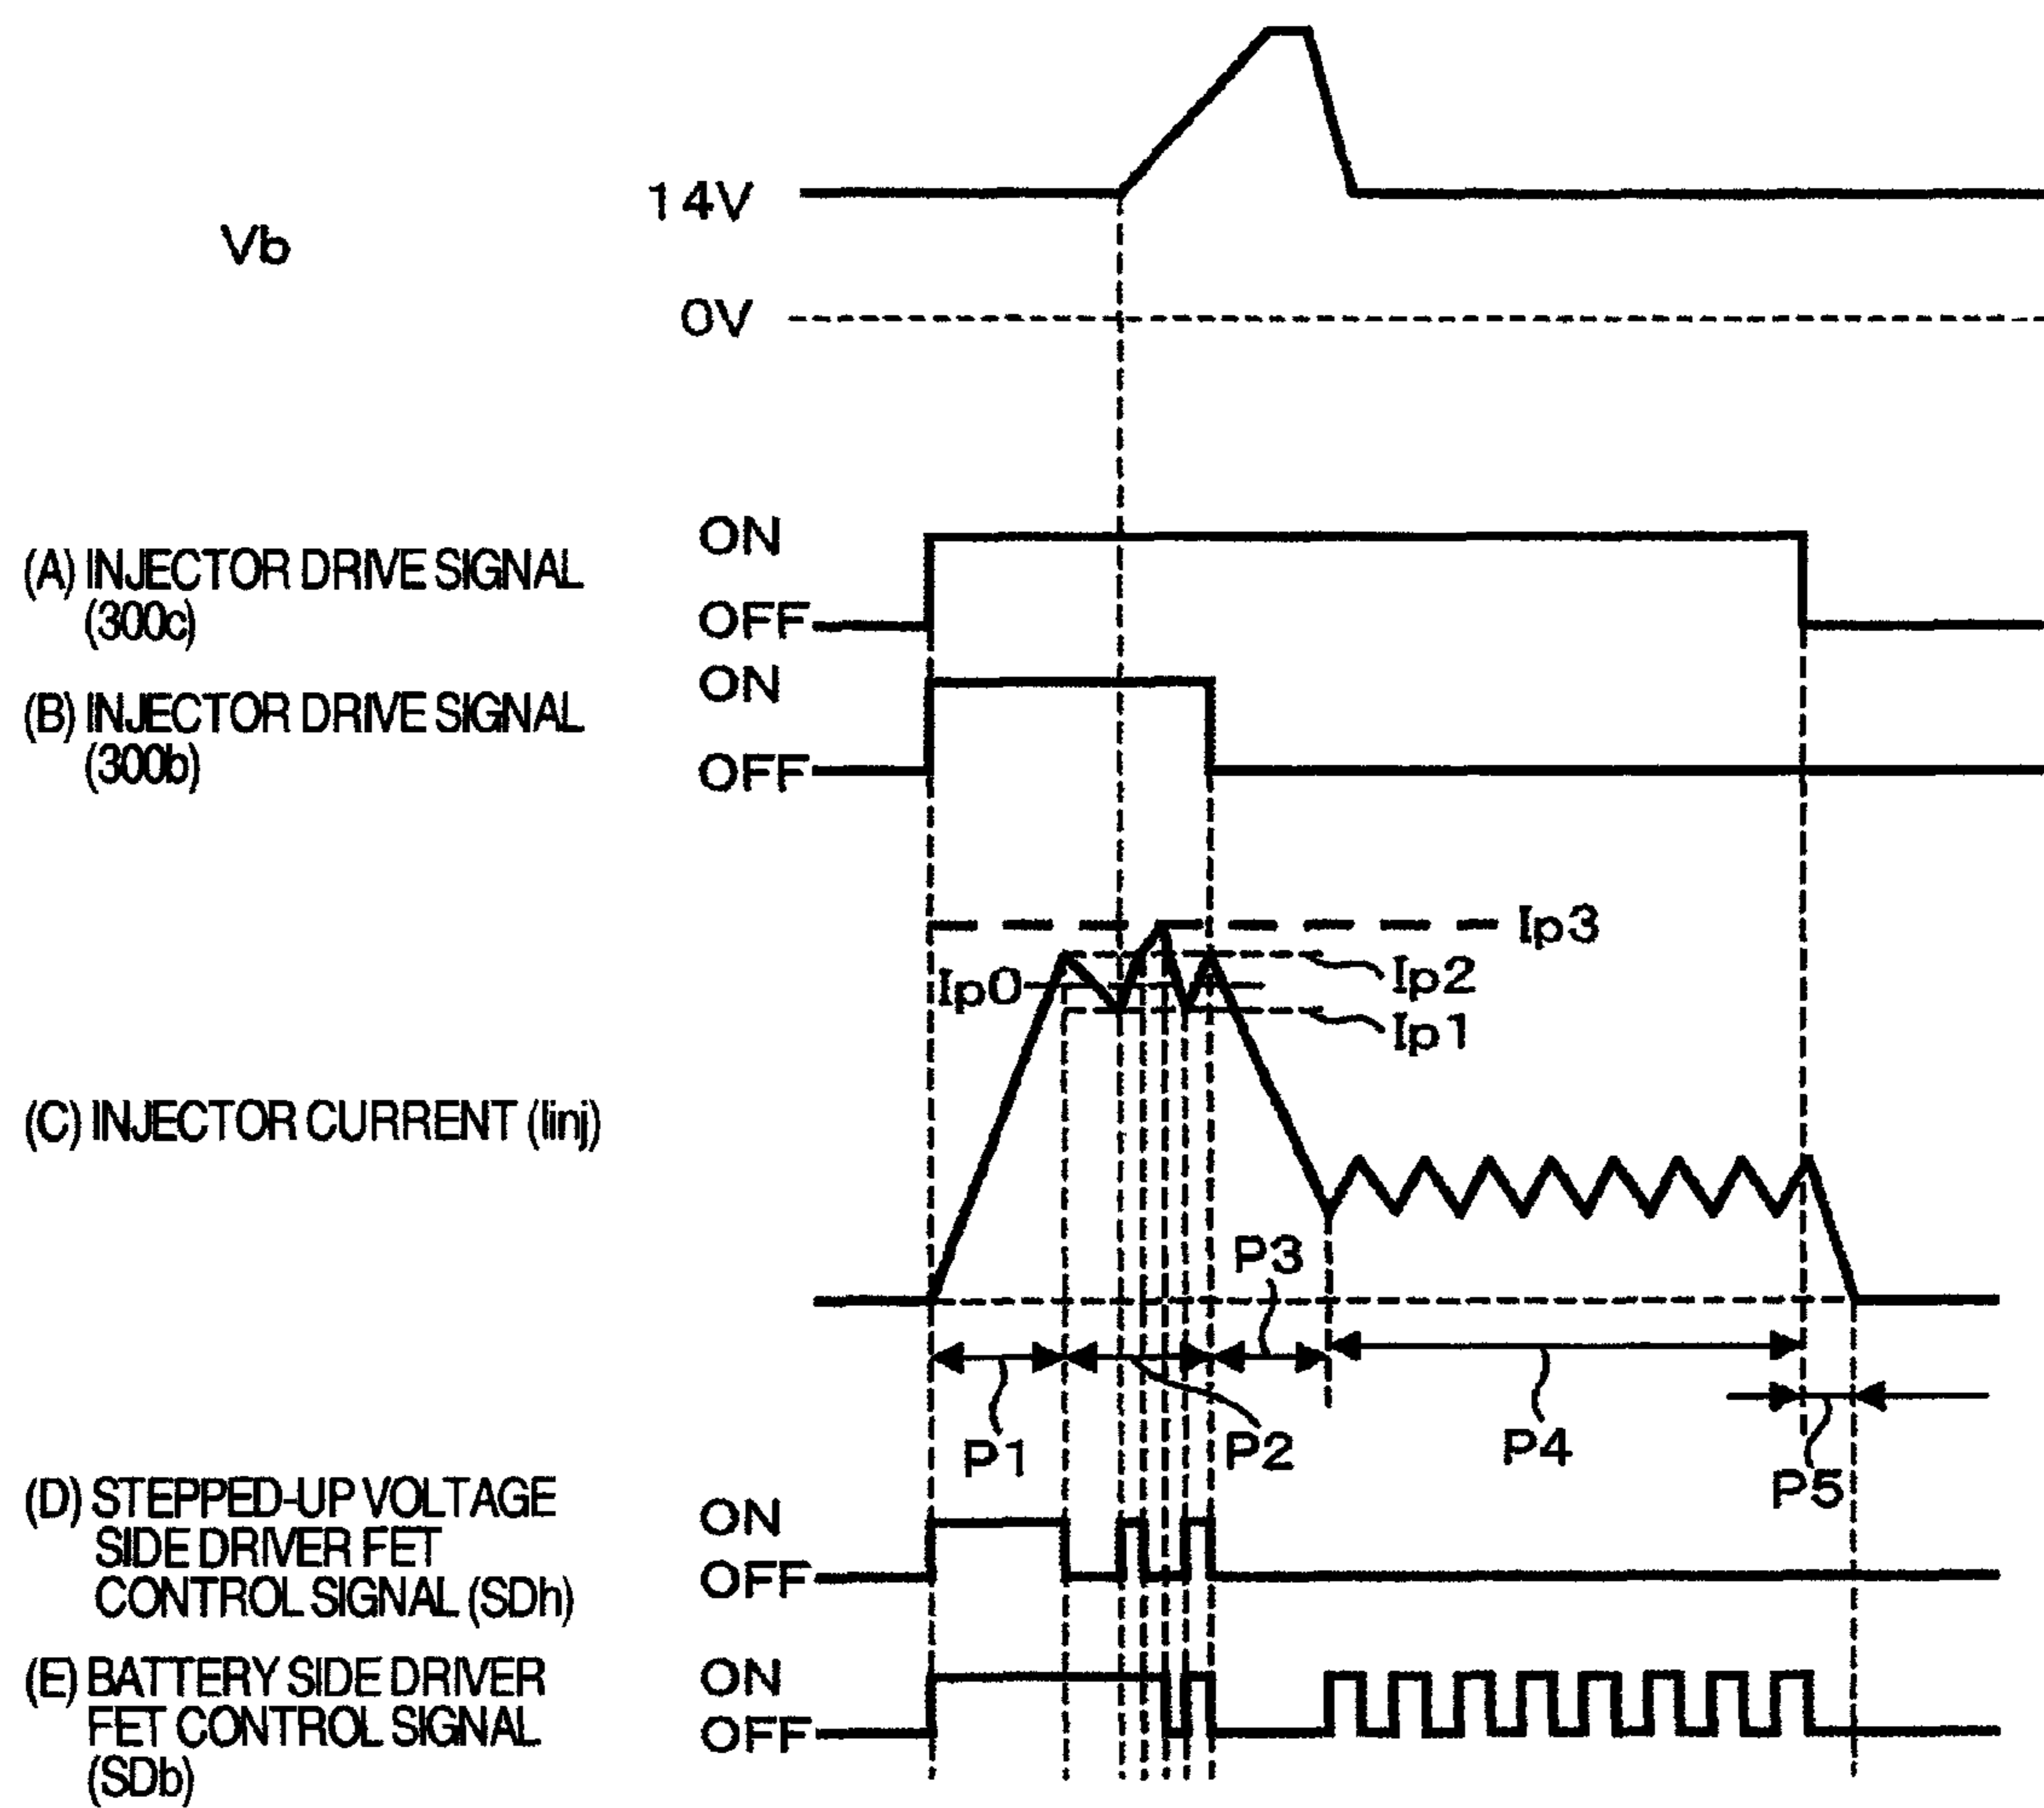 14V
Vb
0V
ON
(A) INJECTOR DRIVE SIGNAL
(300c)
OFF
ON
(B) INJECTOR DRIVE SIGNAL
(300b)
OFF
Ip3
Ip0
Ip2
Ip1
(C) INJECTOR CURRENT (Iinj)
P3
P1
P2
P4
P5
(D) STEPPED-UP VOLTAGE
SIDE DRIVER FET
CONTROL SIGNAL (SDh)
ON
OFF
(E) BATTERY SIDE DRIVER
FET CONTROL SIGNAL
(SDb)
ON
OFF